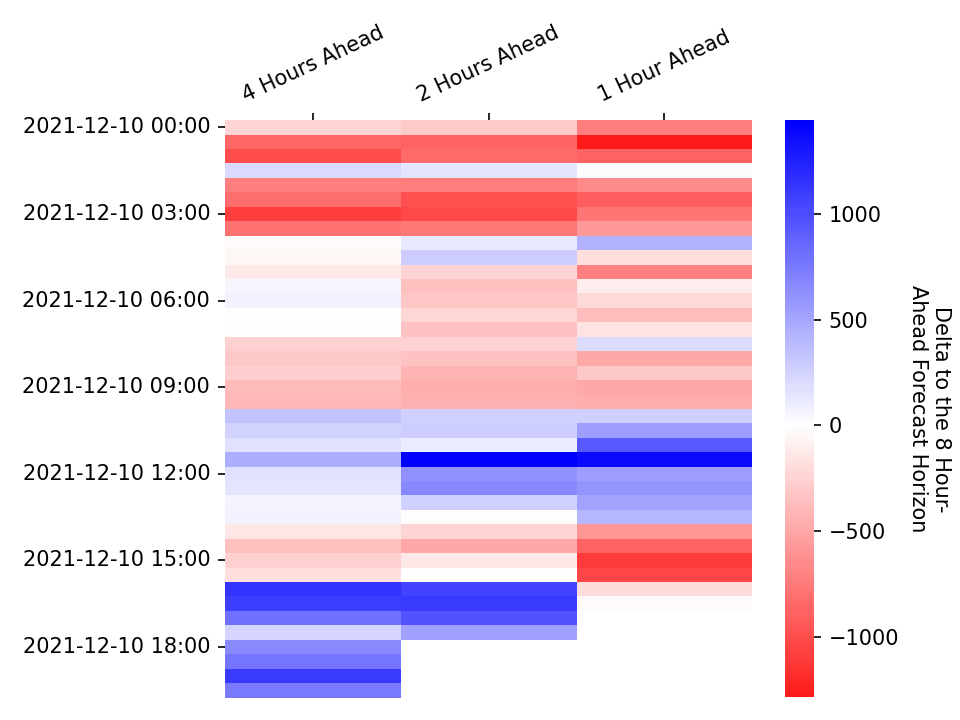 4 Hours Ahead
2 Hours Ahead
1 Hour Ahead
2021-12-10 00:00
2021-12-10 03:00
2021-12-10 06:00
2021-12-10 09:00
2021-12-10 12:00
2021-12-10 15:00
2021-12-10 18:00
1000
500
0
−500
−1000
Delta to the 8 Hour-
Ahead Forecast Horizon